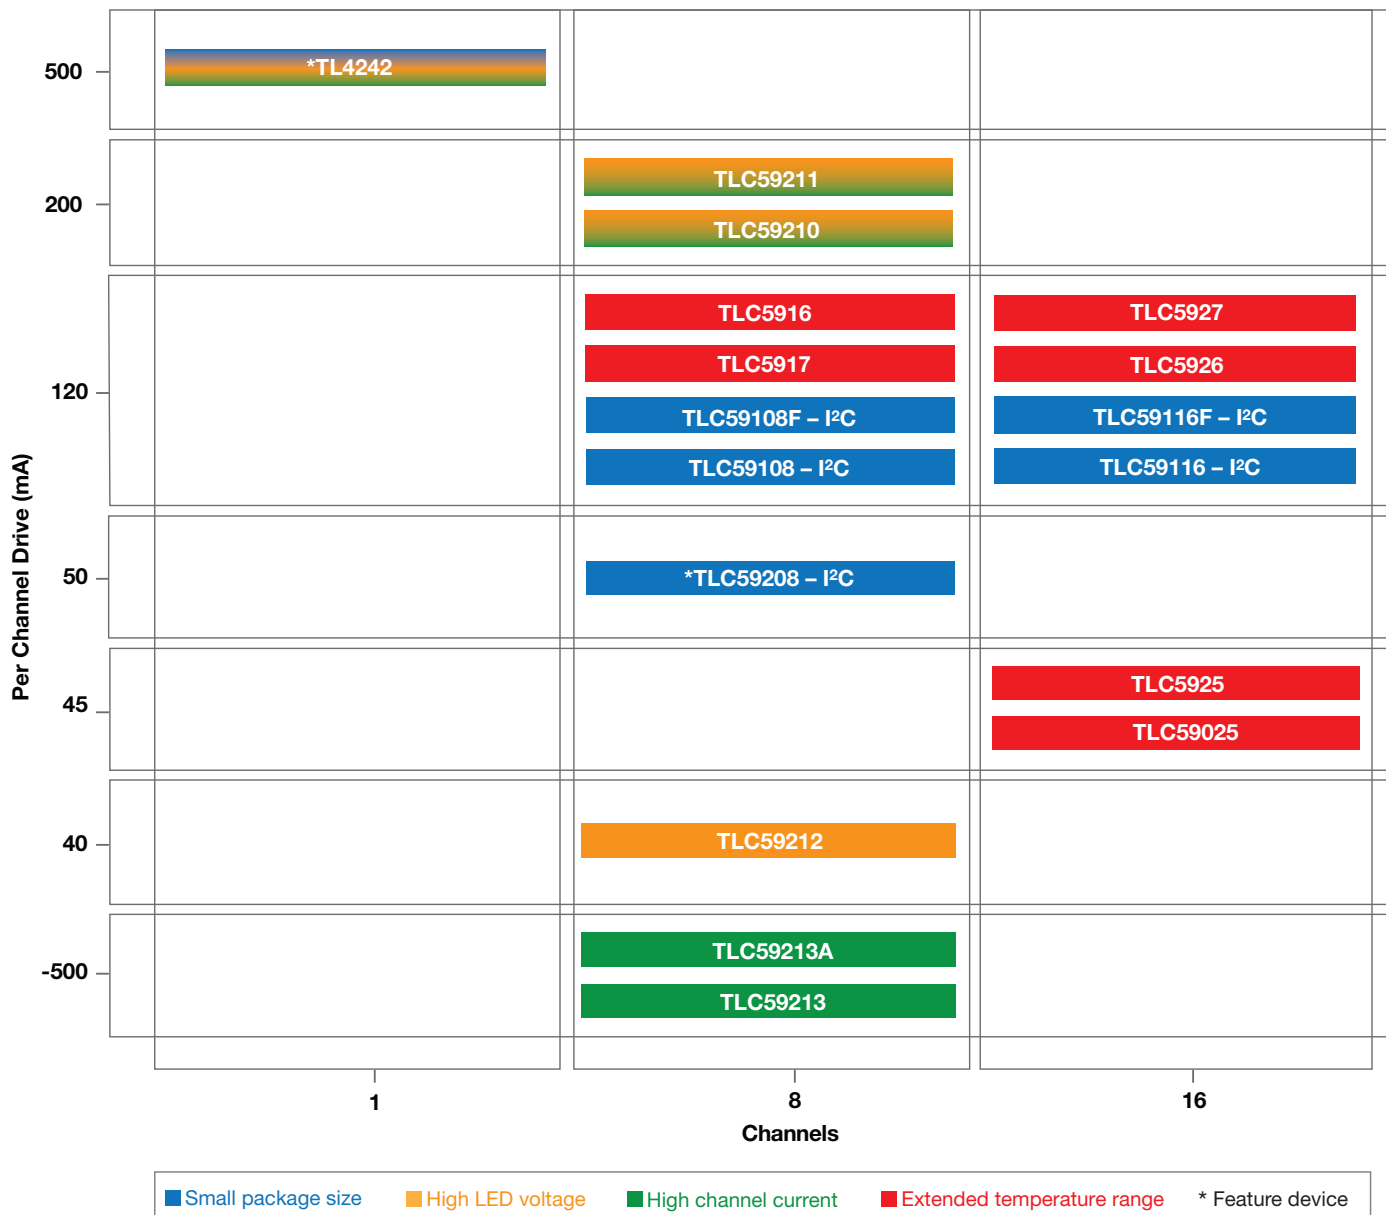 500
*TL4242
TLC59211
200
TLC59210
TLC5916
TLC5927
TLC5917
TLC5926
120
TLC59108F – I²C
TLC59116F – I²C
TLC59108 – I²C
TLC59116 – I²C
Per Channel Drive (mA)
50
*TLC59208 – I²C
TLC5925
45
TLC59025
40
TLC59212
TLC59213A
-500
TLC59213
1
8
16
Channels
Small package size
High LED voltage
High channel current
Extended temperature range
* Feature device